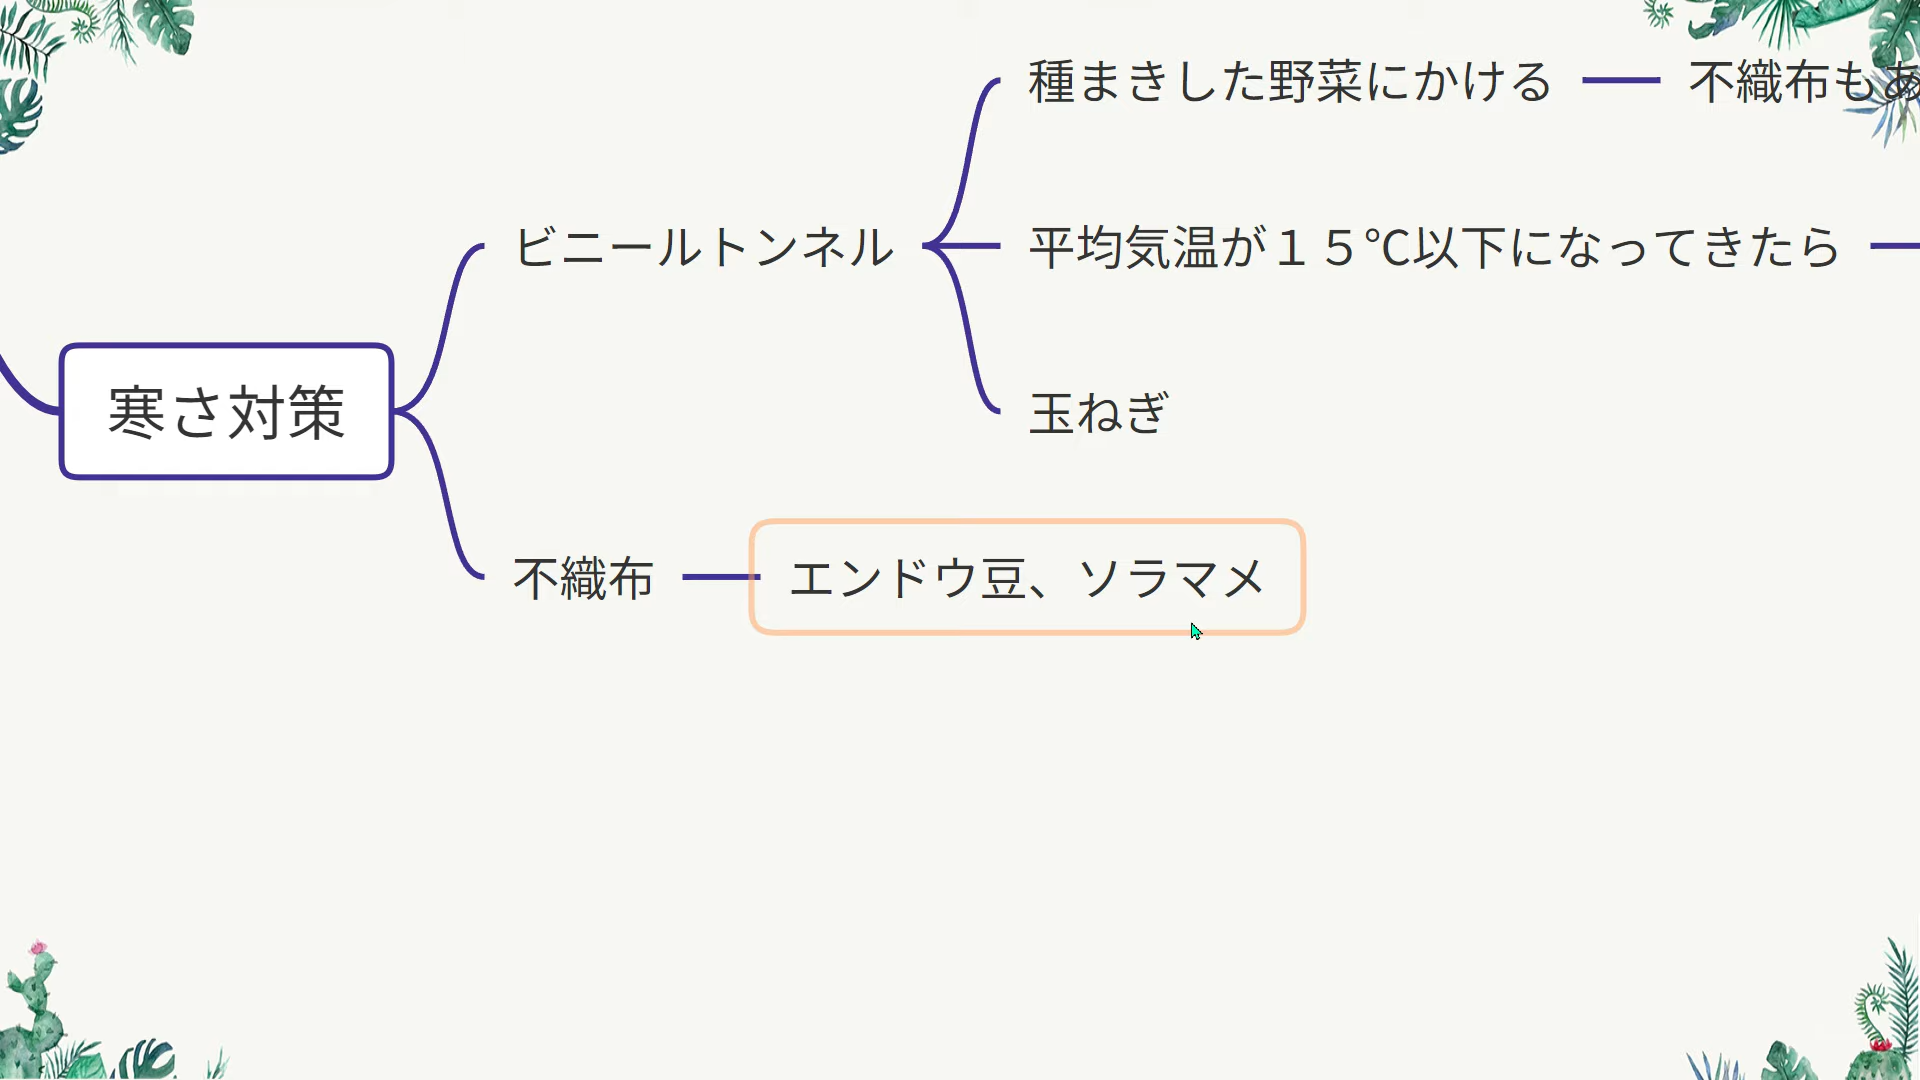 種まきした野菜にかける
不織布もあ
ビニールトンネル
平均気温が１５℃以下になってきたら
寒さ対策
玉ねぎ
不織布
エンドウ豆、ソラマメ